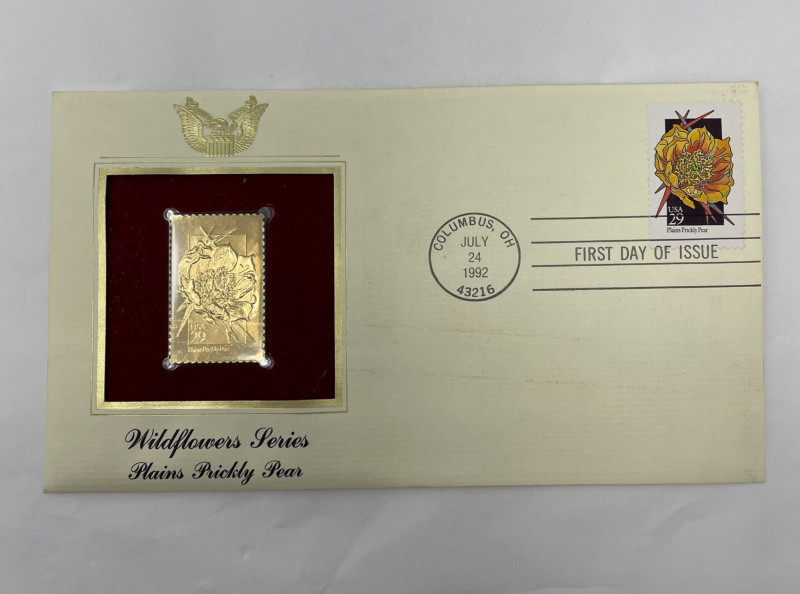 USA
29
Plains Prickly Pear
Wildflowers Series
Plains Prickly Pear
COLUMBUS, OH
JULY
24
1992
43216
FIRST DAY OF ISSUE
USA
29
Plains Prickly Pear